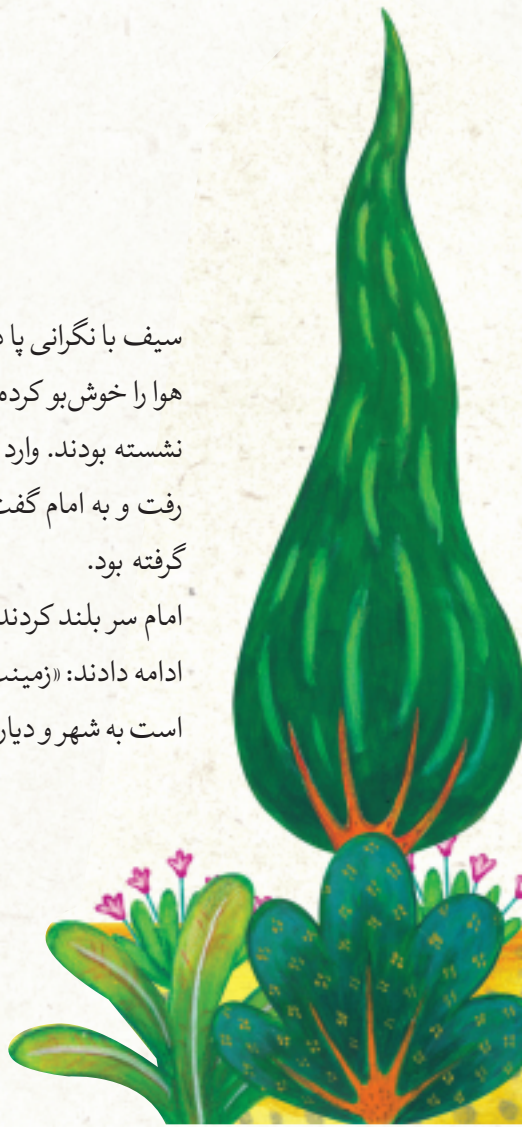 سیف با نگرانی پا
هوا را خوش‌بو کرده
نشسته بودند. وارد
رفت و به امام گفت
گرفته بود.
امام سر بلند کردند
ادامه دادند: «زمینت
است به شهر و دیار